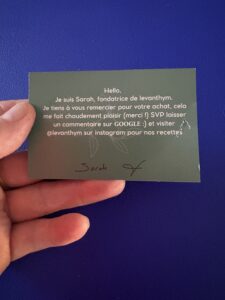 Hello,
Je suis Sarah, fondatrice de levanthym.
Je tiens à vous remercier pour votre achat, cela
me fait chaudement plaisir (merci !) SVP laisser
un commentaire sur GOOGLE :) et visiter
@levanthym sur instagram pour nos recettes
Sarah